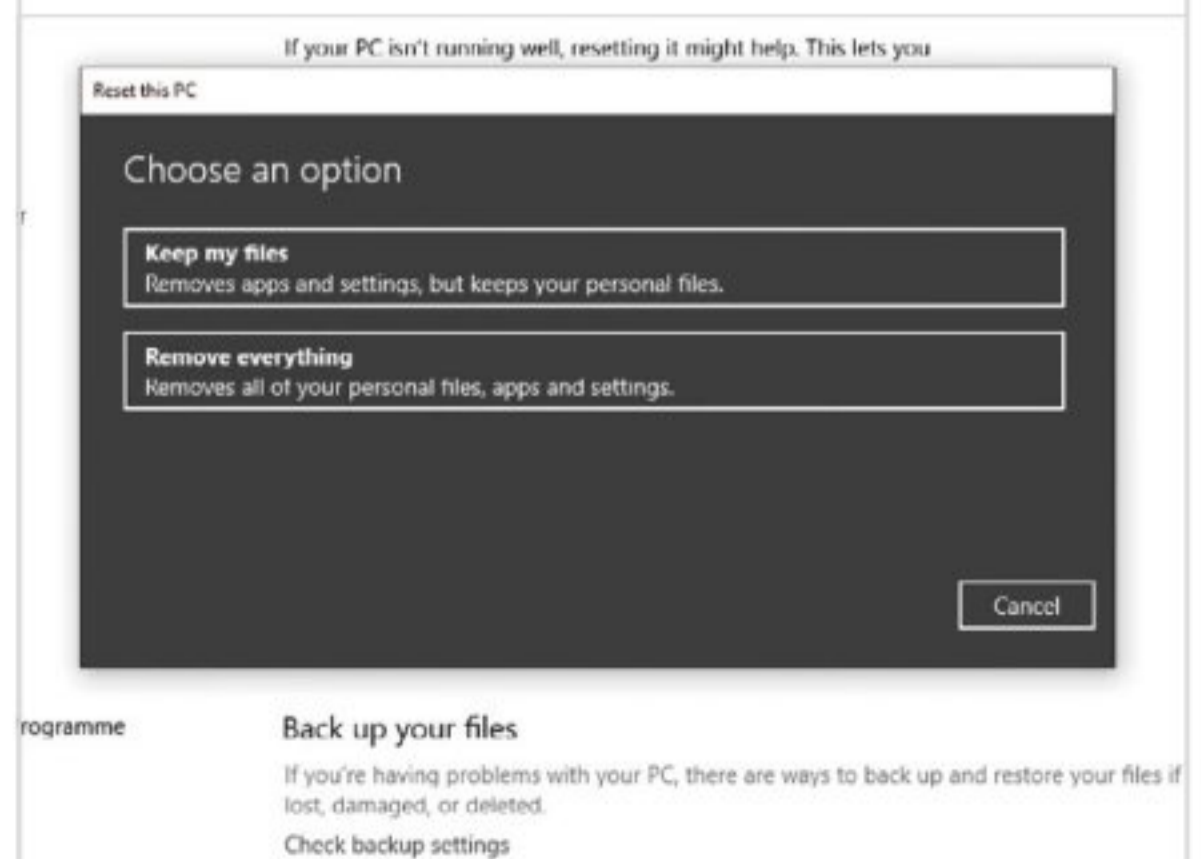 If your PC isn't running well, resetting it might help. This lets you
Reset this PC
Choose an option
Keep my files
Removes apps and settings, but keeps your personal files.
Remove everything
Removes all of your personal files, apps and settings.
Cancel
rogramme
Back up your files
If you're having problems with your PC, there are ways to back up and restore your files if
lost, damaged, or deleted.
Check backup settings